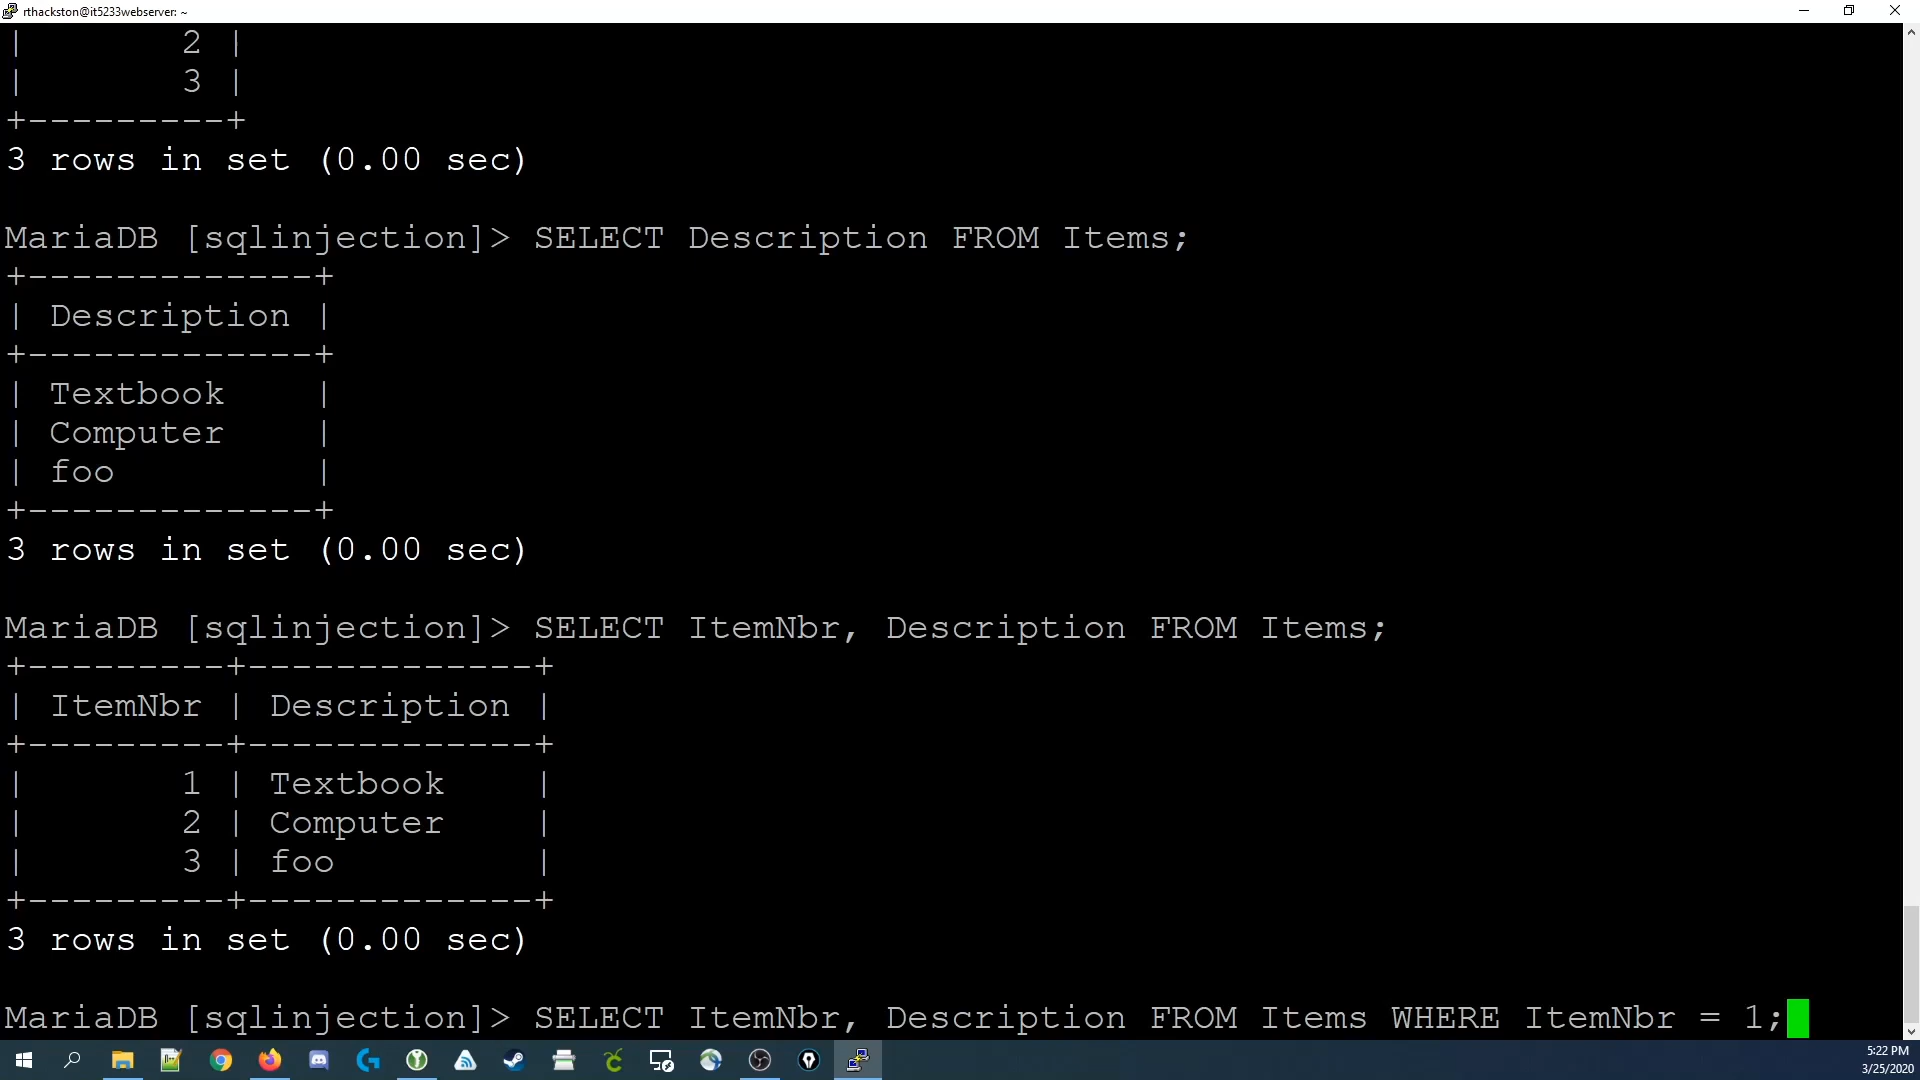 rthackston@it5233webserver: ~
|       2 |
|       3 |
+---------+
3 rows in set (0.00 sec)
MariaDB [sqlinjection]> SELECT Description FROM Items;
+-------------+
| Description |
+-------------+
| Textbook    |
| Computer    |
| foo         |
+-------------+
3 rows in set (0.00 sec)
MariaDB [sqlinjection]> SELECT ItemNbr, Description FROM Items;
+---------+-------------+
| ItemNbr | Description |
+---------+-------------+
|       1 | Textbook    |
|       2 | Computer    |
|       3 | foo         |
+---------+-------------+
3 rows in set (0.00 sec)
MariaDB [sqlinjection]> SELECT ItemNbr, Description FROM Items WHERE ItemNbr = 1;
5:22 PM
3/25/2020